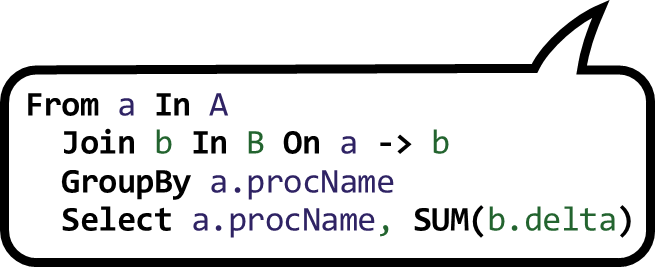 From a In A
Join b In B On a -> b
GroupBy a.procName
Select a.procName, SUM(b.delta)